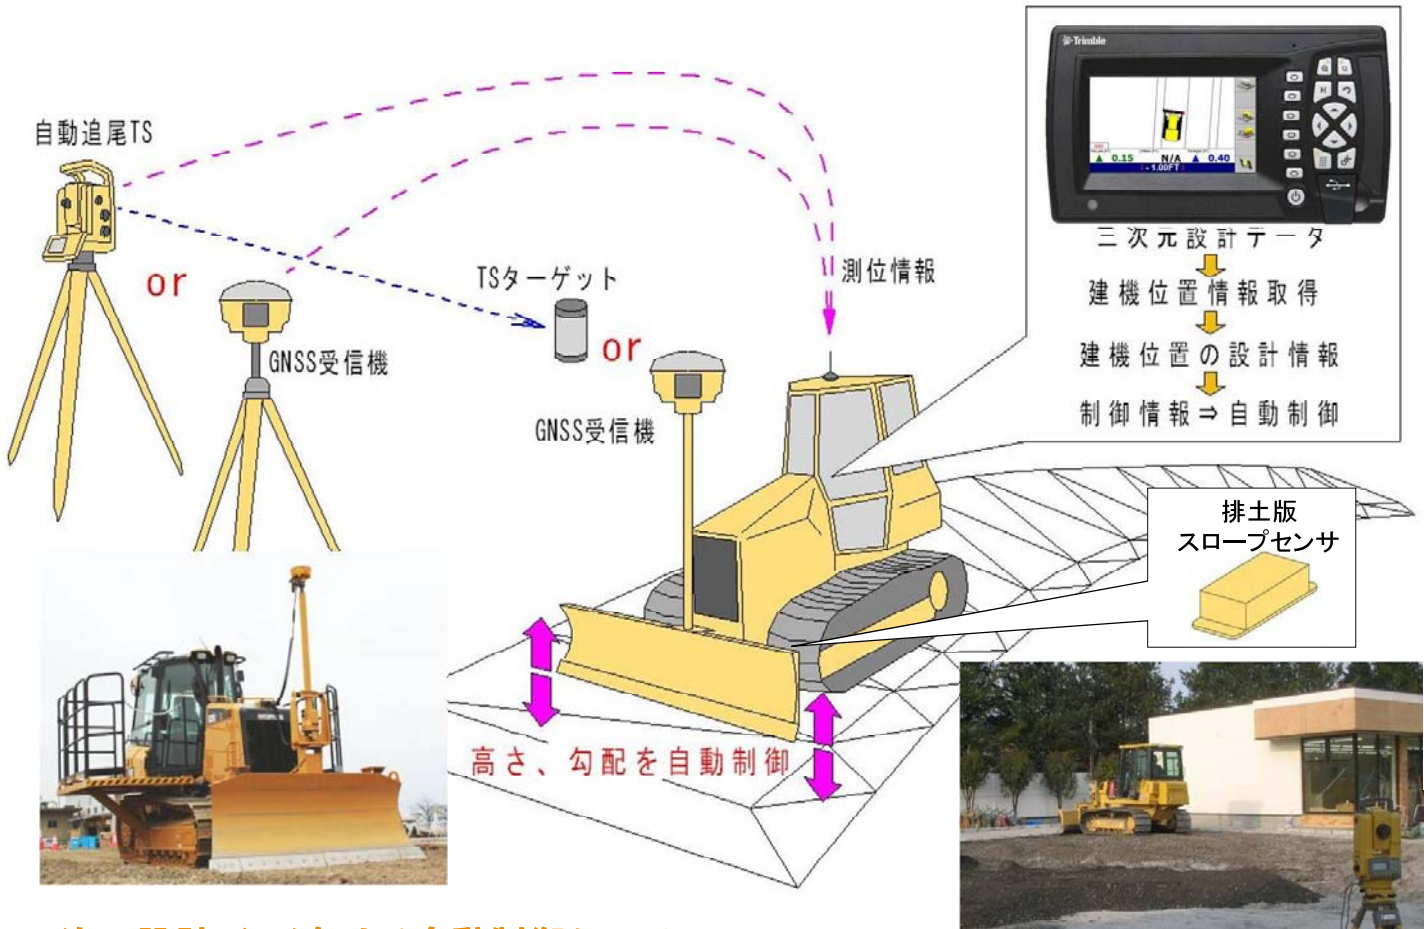 自動追尾TS
or
GNSS受信機
TSターゲット
or
GNSS受信機
測位情報
Trimble
0.15 N/A 0.40
- 1.00FT
三次元設計データ
建機位置情報取得
建機位置の設計情報
制御情報⇒自動制御
排土版
スロープセンサ
高さ、勾配を自動制御